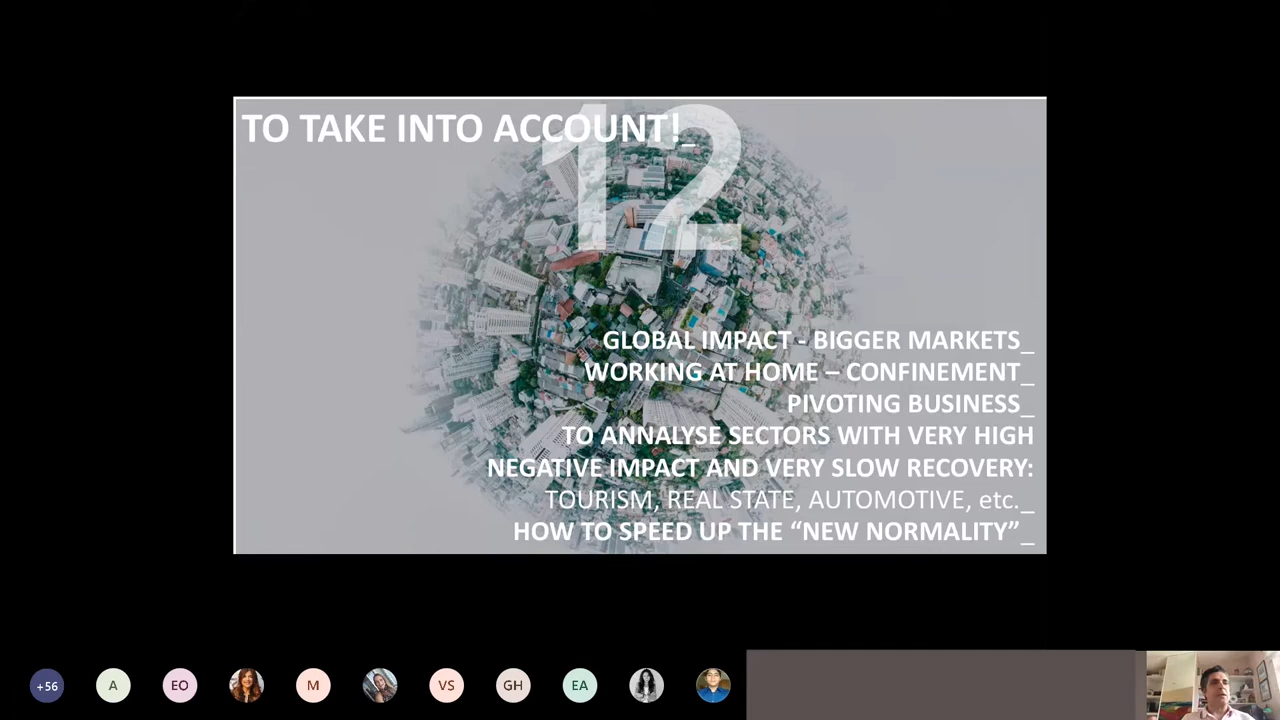 TO TAKE INTO ACCOUNT!_
12
GLOBAL IMPACT - BIGGER MARKETS_
WORKING AT HOME – CONFINEMENT_
PIVOTING BUSINESS_
TO ANNALYSE SECTORS WITH VERY HIGH
NEGATIVE IMPACT AND VERY SLOW RECOVERY:
TOURISM, REAL STATE, AUTOMOTIVE, etc._
HOW TO SPEED UP THE “NEW NORMALITY”_
+56
A
EO
M
VS
GH
EA